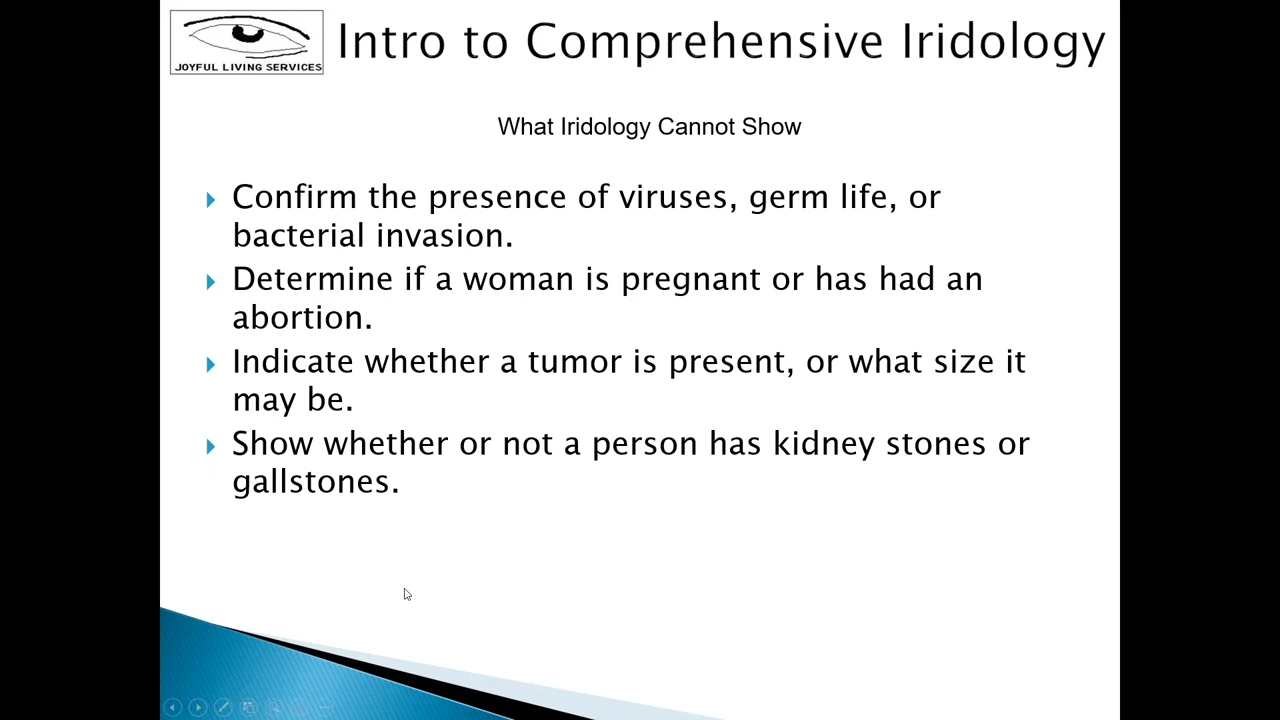 JOYFUL LIVING SERVICES
Intro to Comprehensive Iridology
What Iridology Cannot Show
Confirm the presence of viruses, germ life, or
bacterial invasion.
Determine if a woman is pregnant or has had an
abortion.
Indicate whether a tumor is present, or what size it
may be.
Show whether or not a person has kidney stones or
gallstones.